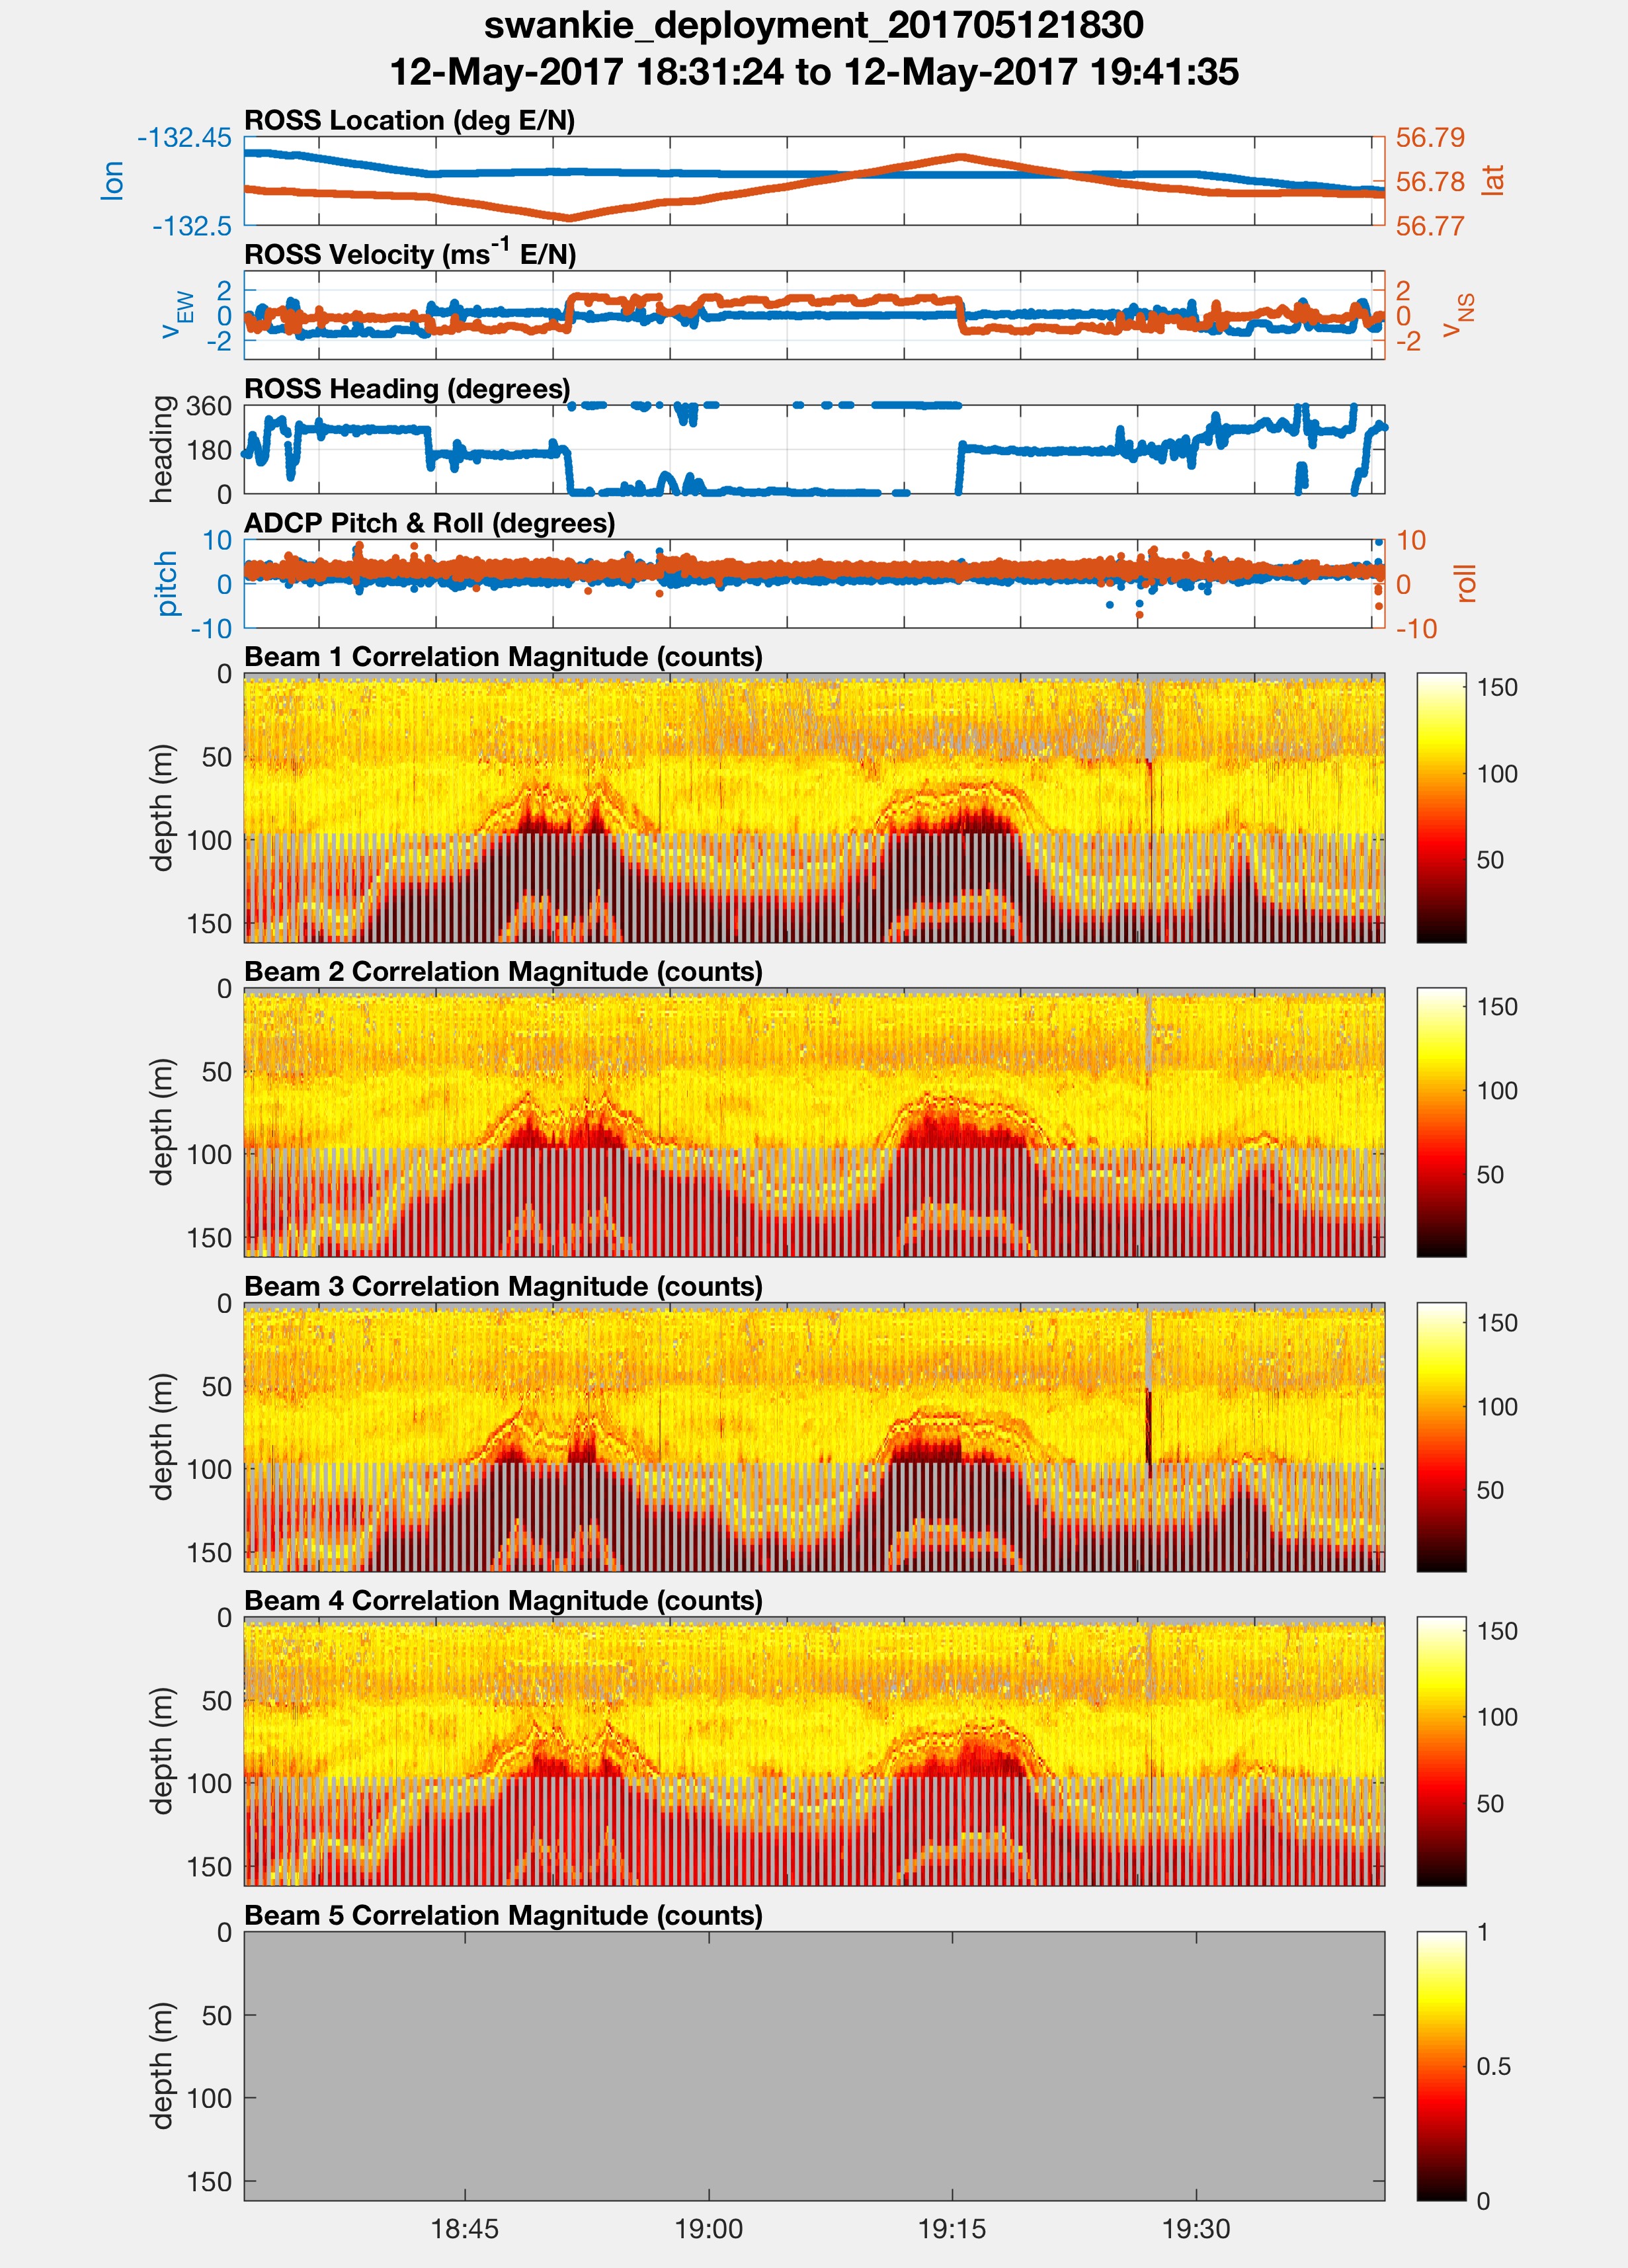 swankie_deployment_201705121830
12-May-2017 18:31:24 to 12-May-2017 19:41:35
ROSS Location (deg E/N)
-132.45
-132.5
lon
56.79
56.78
56.77
lat
ROSS Velocity (ms-1 E/N)
2
0
-2
vEW
2
0
-2
vNS
ROSS Heading (degrees)
360
180
0
heading
ADCP Pitch & Roll (degrees)
10
0
-10
pitch
10
0
-10
roll
Beam 1 Correlation Magnitude (counts)
0
50
100
150
depth (m)
150
100
50
Beam 2 Correlation Magnitude (counts)
0
50
100
150
depth (m)
150
100
50
Beam 3 Correlation Magnitude (counts)
0
50
100
150
depth (m)
150
100
50
Beam 4 Correlation Magnitude (counts)
0
50
100
150
depth (m)
150
100
50
Beam 5 Correlation Magnitude (counts)
0
50
100
150
depth (m)
1
0.5
0
18:45 19:00 19:15 19:30